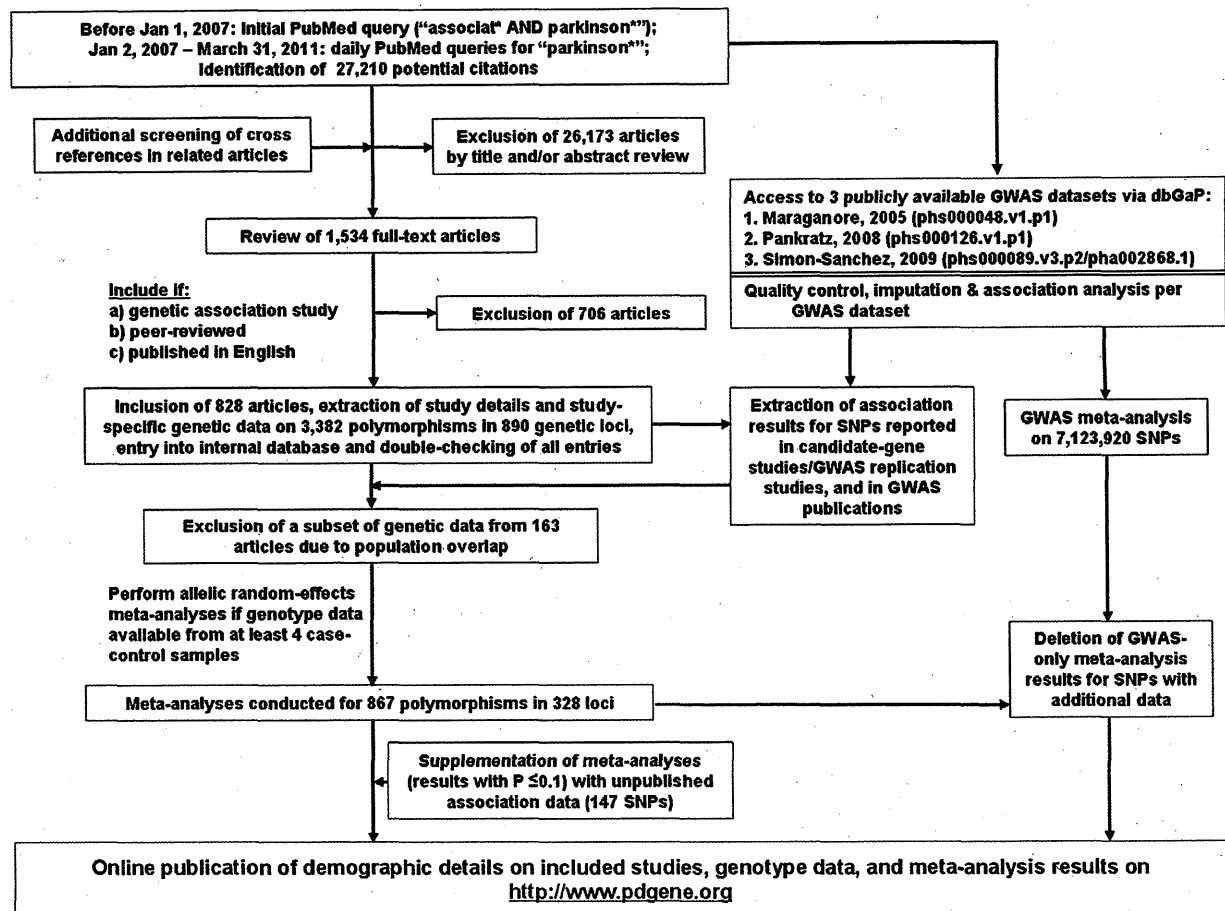 Before Jan 1, 2007: Initial PubMed query ("associat* AND parkinson*");
Jan 2, 2007 – March 31, 2011: daily PubMed queries for "parkinson*";
Identification of 27,210 potential citations
Additional screening of cross
references in related articles
Exclusion of 26,173 articles
by title and/or abstract review
Access to 3 publicly available GWAS datasets via dbGaP:
1. Maraganore, 2005 (phs000048.v1.p1)
2. Pankratz, 2008 (phs000126.v1.p1)
3. Simon-Sanchez, 2009 (phs000089.v3.p2/pha002868.1)
Quality control, imputation & association analysis per
GWAS dataset
Review of 1,534 full-text articles
Include if:
a) genetic association study
b) peer-reviewed
c) published in English
Exclusion of 706 articles
Inclusion of 828 articles, extraction of study details and study-
specific genetic data on 3,382 polymorphisms in 890 genetic loci,
entry into internal database and double-checking of all entries
Extraction of association
results for SNPs reported
in candidate-gene
studies/GWAS replication
studies, and in GWAS
publications
GWAS meta-analysis
on 7,123,920 SNPs
Exclusion of a subset of genetic data from 163
articles due to population overlap
Perform allelic random-effects
meta-analyses if genotype data
available from at least 4 case-
control samples
Deletion of GWAS-
only meta-analysis
results for SNPs with
additional data
Meta-analyses conducted for 867 polymorphisms in 328 loci
Supplementation of meta-analyses
(results with P ≤0.1) with unpublished
association data (147 SNPs)
Online publication of demographic details on included studies, genotype data, and meta-analysis results on
http://www.pdgene.org